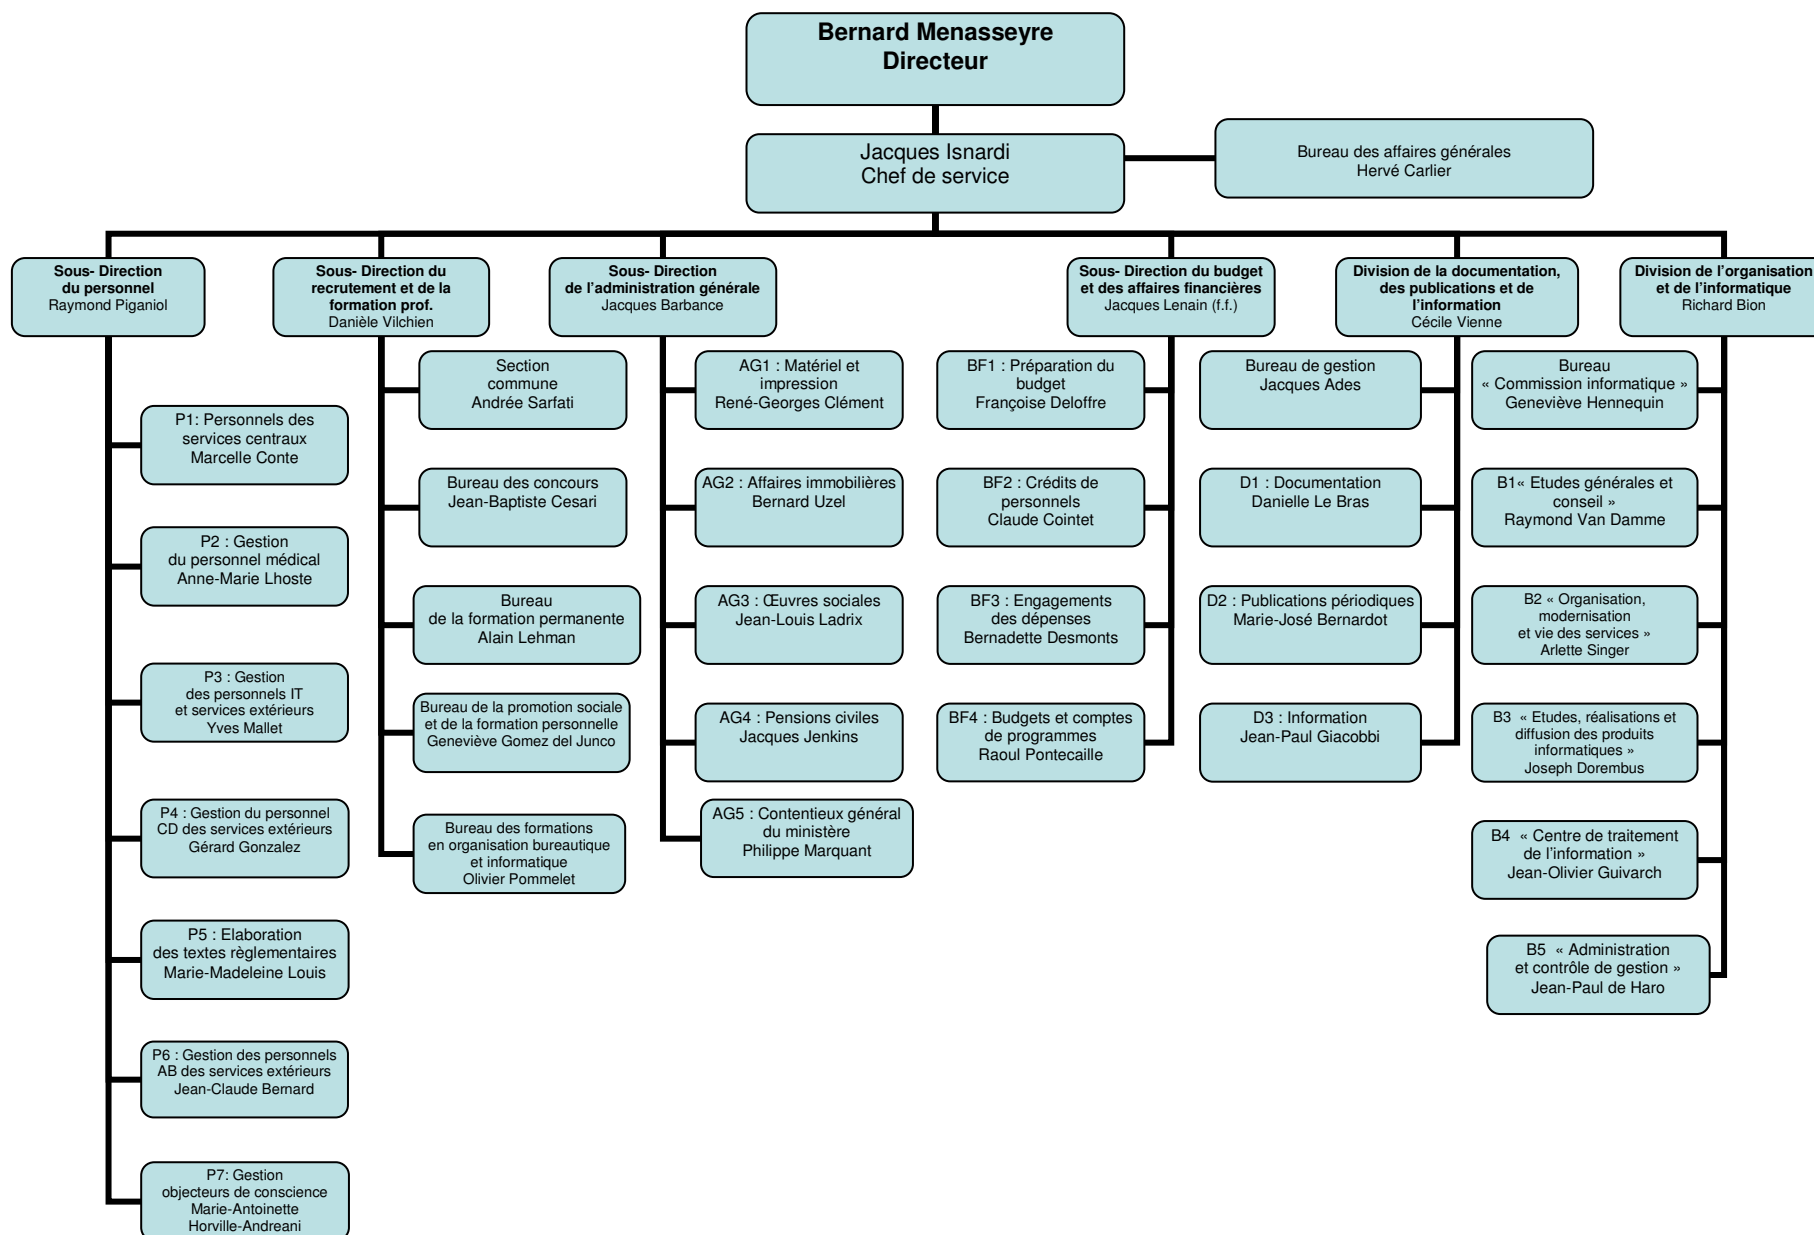 Bernard Menasseyre
Directeur
Jacques Isnardi
Chef de service
Bureau des affaires générales
Hervé Carlier
Sous- Direction
du personnel
Raymond Piganiol
P1: Personnels des
services centraux
Marcelle Conte
P2 : Gestion
du personnel médical
Anne-Marie Lhoste
P3 : Gestion
des personnels IT
et services extérieurs
Yves Mallet
P4 : Gestion du personnel
CD des services extérieurs
Gérard Gonzalez
P5 : Elaboration
des textes règlementaires
Marie-Madeleine Louis
P6 : Gestion des personnels
AB des services extérieurs
Jean-Claude Bernard
P7: Gestion
objecteurs de conscience
Marie-Antoinette
Horville-Andreani
Sous- Direction du
recrutement et de la
formation prof.
Danièle Vilchien
Section
commune
Andrée Sarfati
Bureau des concours
Jean-Baptiste Cesari
Bureau
de la formation permanente
Alain Lehman
Bureau de la promotion sociale
et de la formation personnelle
Geneviève Gomez del Junco
Bureau des formations
en organisation bureautique
et informatique
Olivier Pommelet
Sous- Direction
de l’administration générale
Jacques Barbance
AG1 : Matériel et
impression
René-Georges Clément
AG2 : Affaires immobilières
Bernard Uzel
AG3 : Œuvres sociales
Jean-Louis Ladrix
AG4 : Pensions civiles
Jacques Jenkins
AG5 : Contentieux général
du ministère
Philippe Marquant
Sous- Direction du budget
et des affaires financières
Jacques Lenain (f.f.)
BF1 : Préparation du
budget
Françoise Deloffre
BF2 : Crédits de
personnels
Claude Cointet
BF3 : Engagements
des dépenses
Bernadette Desmonts
BF4 : Budgets et comptes
de programmes
Raoul Pontecaille
Division de la documentation,
des publications et de
l’information
Cécile Vienne
Bureau de gestion
Jacques Ades
D1 : Documentation
Danielle Le Bras
D2 : Publications périodiques
Marie-José Bernardot
D3 : Information
Jean-Paul Giacobbi
Division de l’organisation
et de l’informatique
Richard Bion
Bureau
« Commission informatique »
Geneviève Hennequin
B1« Etudes générales et
conseil »
Raymond Van Damme
B2 « Organisation,
modernisation
et vie des services »
Arlette Singer
B3 « Etudes, réalisations et
diffusion des produits
informatiques »
Joseph Dorembus
B4 « Centre de traitement
de l’information »
Jean-Olivier Guivarch
B5 « Administration
et contrôle de gestion »
Jean-Paul de Haro